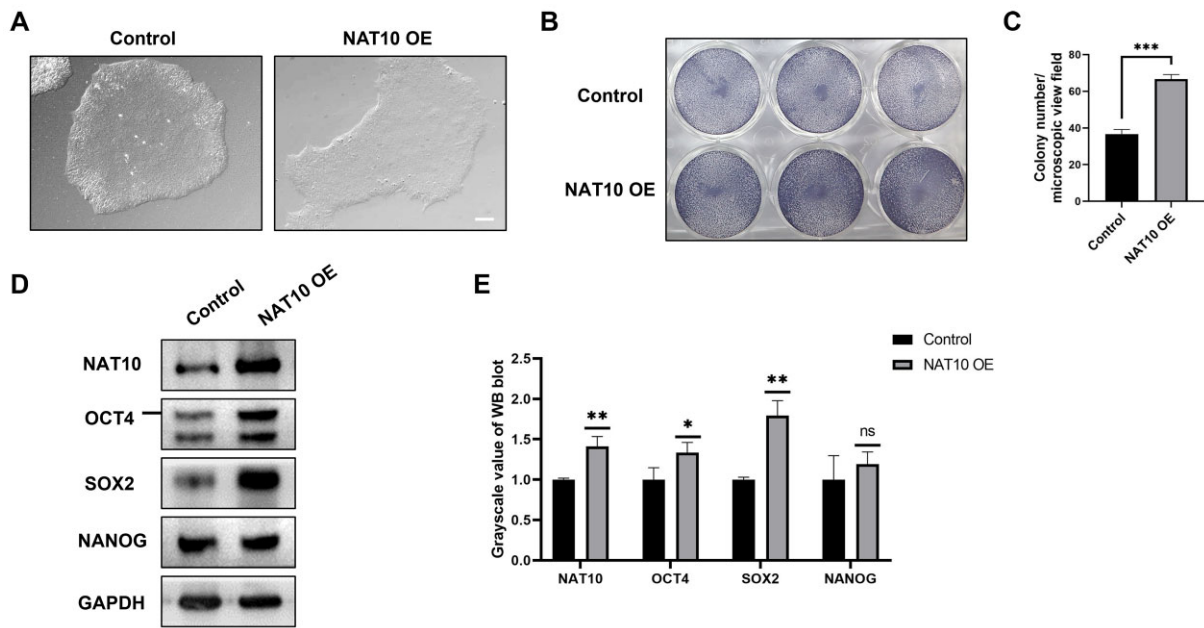 A
Control
NAT10 OE
B
Control
NAT10 OE
C
Colony number/
microscopic view field
80
60
40
20
0
***
Control
NAT10 OE
D
Control
NAT10 OE
NAT10
OCT4
SOX2
NANOG
GAPDH
E
Control
NAT10 OE
Grayscale value of WB blot
2.5
2.0
1.5
1.0
0.5
0.0
**
*
**
ns
NAT10
OCT4
SOX2
NANOG